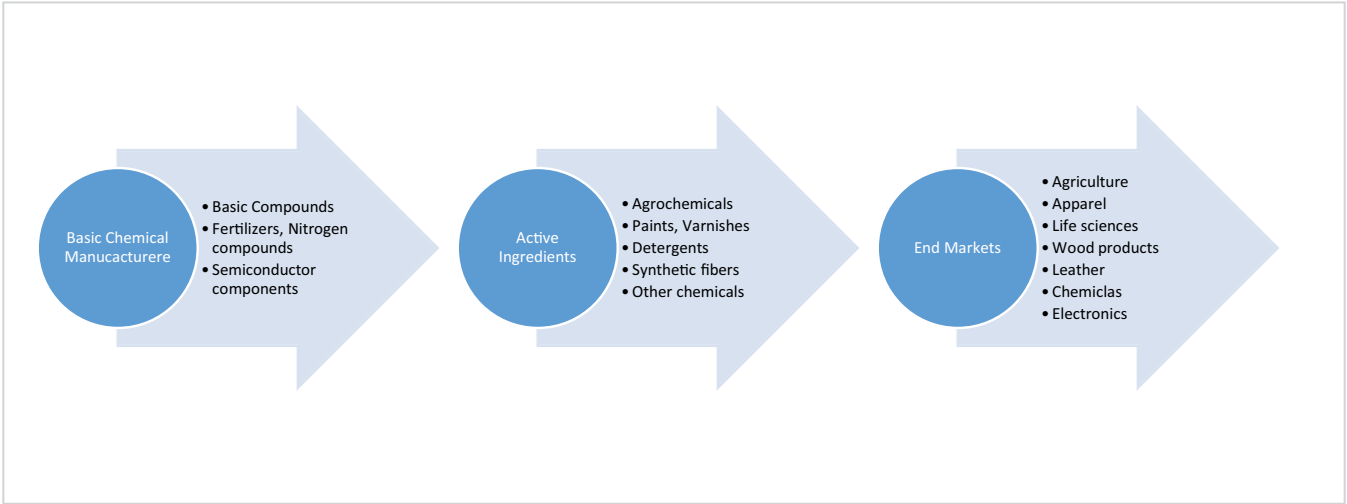 Basic Chemical
Manucacturere
• Basic Compounds
• Fertilizers, Nitrogen
compounds
• Semiconductor
components
Active
Ingredients
• Agrochemicals
• Paints, Varnishes
• Detergents
• Synthetic fibers
• Other chemicals
End Markets
• Agriculture
• Apparel
• Life sciences
• Wood products
• Leather
• Chemiclas
• Electronics